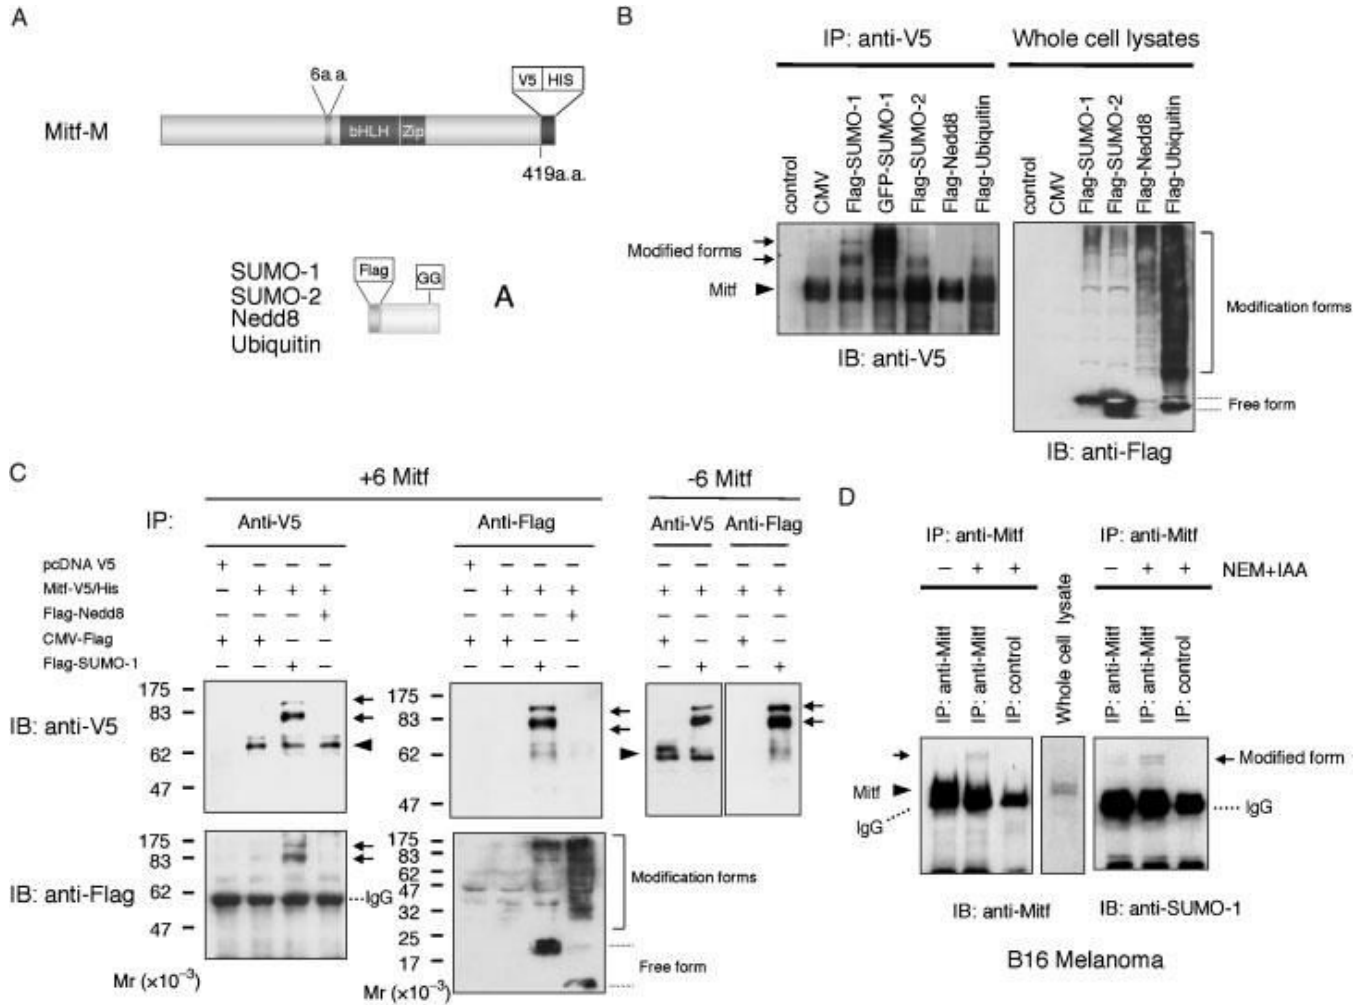 A
6a.a.
V5 HIS
Mitf-M
bHLH Zip
419a.a.
SUMO-1
SUMO-2
Nedd8
Ubiquitin
Flag
GG
A
B
IP: anti-V5
Whole cell lysates
control
CMV
Flag-SUMO-1
GFP-SUMO-1
Flag-SUMO-2
Flag-Nedd8
Flag-Ubiquitin
control
CMV
Flag-SUMO-1
Flag-SUMO-2
Flag-Nedd8
Flag-Ubiquitin
Modified forms
Mitf
IB: anti-V5
Modification forms
Free form
IB: anti-Flag
C
+6 Mitf
-6 Mitf
IP:
Anti-V5
Anti-Flag
Anti-V5
Anti-Flag
pcDNA V5 + – – – + – – – – – – –
Mitf-V5/His – + + + – + + + + + + +
Flag-Nedd8 – – – + – – – + – – – –
CMV-Flag + + – – + + – – + – + –
Flag-SUMO-1 – – + – – – + – – + – +
IB: anti-V5
175
83
62
47
175
83
62
47
IB: anti-Flag
175
83
62
47
IgG
Mr (×10⁻³)
175
83
62
47
32
25
17
Mr (×10⁻³)
Modification forms
Free form
D
IP: anti-Mitf
IP: anti-Mitf
– + +
– + +
NEM+IAA
IP: anti-Mitf
IP: anti-Mitf
IP: control
Whole cell lysate
IP: anti-Mitf
IP: anti-Mitf
IP: control
Mitf
IgG
Modified form
IgG
IB: anti-Mitf
IB: anti-SUMO-1
B16 Melanoma